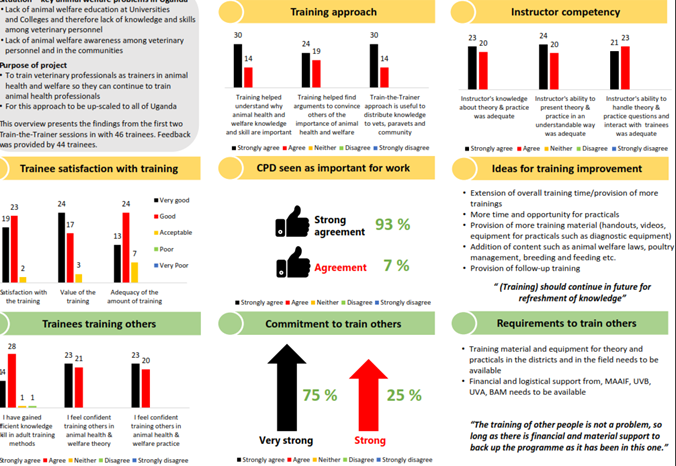 Situation – key animal welfare problems in Uganda
• Lack of animal welfare education at Universities
and Colleges and therefore lack of knowledge and skills
among veterinary personnel
• Lack of animal welfare awareness among veterinary
personnel and in the communities
Purpose of project
• To train veterinary professionals as trainers in animal
health and welfare so they can continue to train
animal health professionals
• For this approach to be up-scaled to all of Uganda
This overview presents the findings from the first two
Train-the-Trainer sessions in with 46 trainees. Feedback
was provided by 44 trainees.
Training approach
30
14
24
19
30
14
Training helped
understand why
animal health and
welfare knowledge
and skill are important
Training helped find
arguments to convince
others of the
importance of animal
health and welfare
Train-the-Trainer
approach is useful to
distribute knowledge
to vets, paravets and
community
Strongly agree Agree Neither Disagree Strongly disagree
Instructor competency
23
20
24
20
21
23
Instructor's knowledge
about theory & practice
was adequate
Instructor's ability to
present theory &
practice in an
understandable way
was adequate
Instructor's ability to
handle theory &
practice questions and
interact with trainees
was adequate
Strongly agree Agree Neither Disagree Strongly disagree
Trainee satisfaction with training
19
23
2
24
17
3
13
24
7
Very good
Good
Acceptable
Poor
Very Poor
Satisfaction with
the training
Value of the
training
Adequacy of the
amount of training
CPD seen as important for work
Strong
agreement
93 %
Agreement
7 %
Strongly agree Agree Neither Disagree Strongly disagree
Ideas for training improvement
• Extension of overall training time/provision of more
trainings
• More time and opportunity for practicals
• Provision of more training material (handouts, videos,
equipment for practicals such as diagnostic equipment)
• Addition of content such as animal welfare laws, poultry
management, breeding and feeding etc.
• Provision of follow-up training
“ (Training) should continue in future for
refreshment of knowledge”
Trainees training others
14
28
1
1
23
21
23
20
I have gained
sufficient knowledge
skill in adult training
methods
I feel confident
training others in
animal health &
welfare theory
I feel confident
training others in
animal health &
welfare practice
Strongly agree Agree Neither Disagree Strongly disagree
Commitment to train others
75 %
25 %
Very strong
Strong
Strongly agree Agree Neither Disagree Strongly disagree
Requirements to train others
• Training material and equipment for theory and
practicals in the districts and in the field needs to be
available
• Financial and logistical support from, MAAIF, UVB,
UVA, BAM needs to be available
“The training of other people is not a problem, so
long as there is financial and material support to
back up the programme as it has been in this one.”